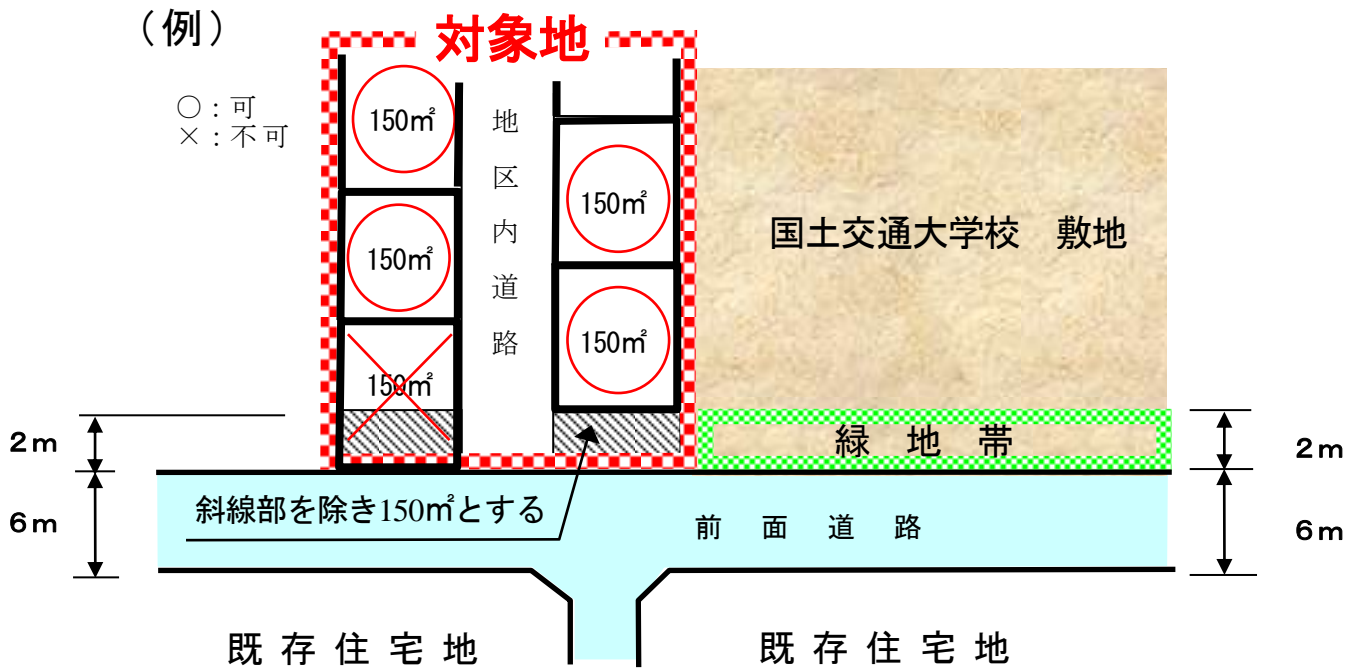 （例）
対象地
○：可
×：不可
150㎡
150㎡
150㎡
地区内道路
150㎡
150㎡
国土交通大学校　敷地
緑地帯
2m
6m
2m
6m
斜線部を除き150㎡とする
前面道路
既存住宅地
既存住宅地